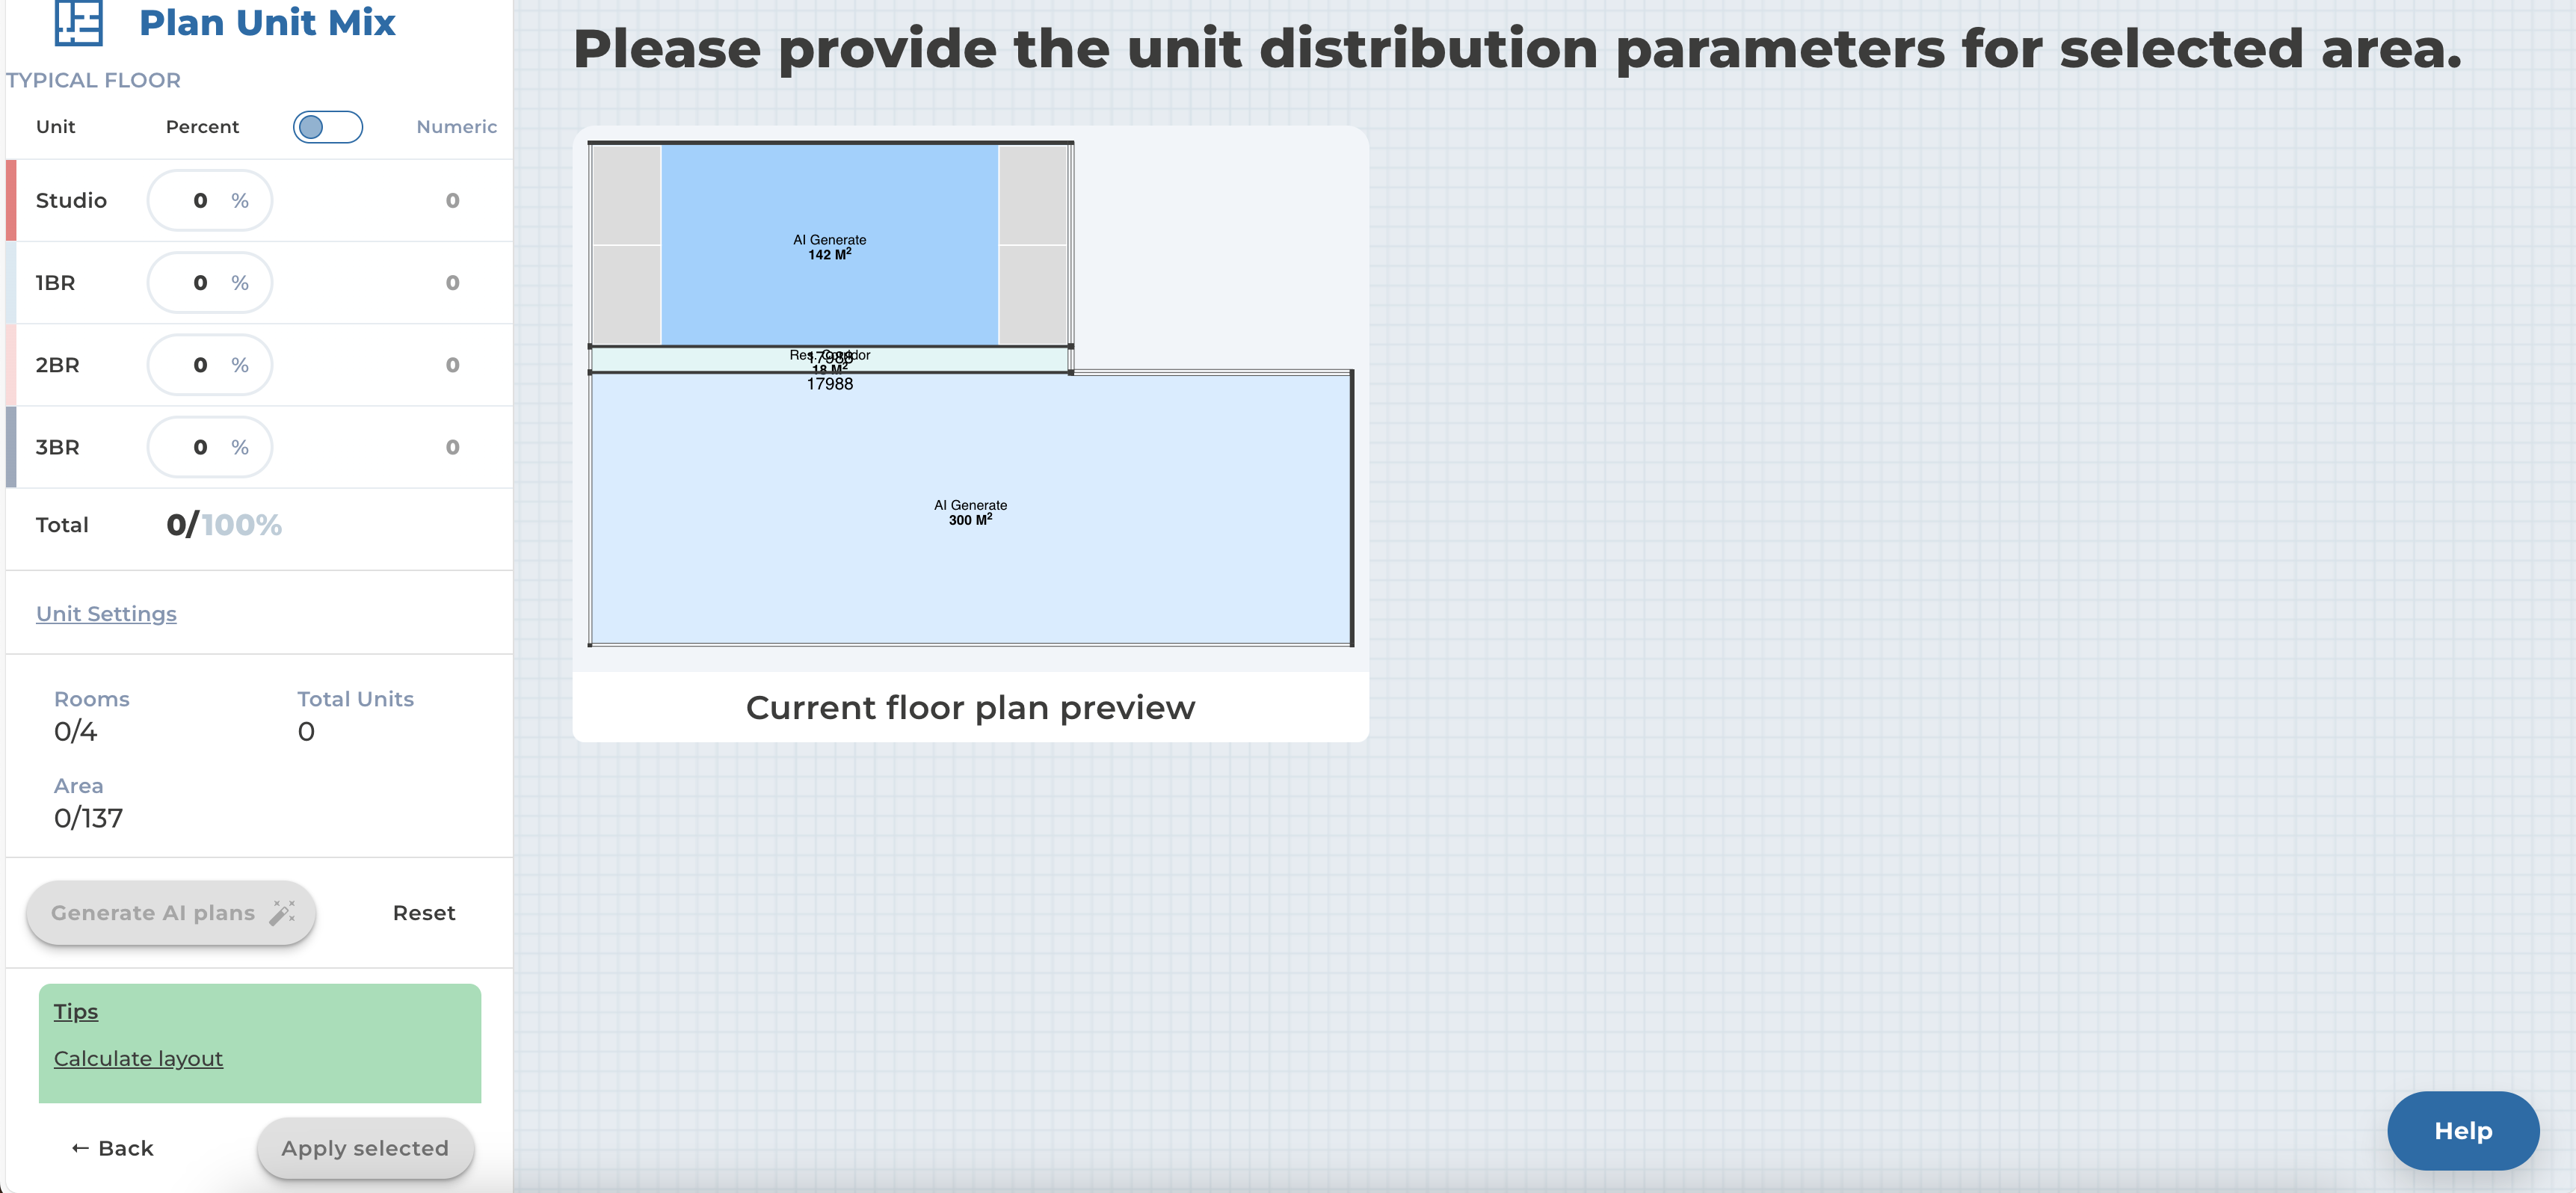 Plan Unit Mix
TYPICAL FLOOR
Unit Percent Numeric
Studio 0 % 0
1BR 0 % 0
2BR 0 % 0
3BR 0 % 0
Total 0/100%
Unit Settings
Rooms Total Units
0/4 0
Area
0/137
Generate AI plans Reset
Tips
Calculate layout
← Back Apply selected
Please provide the unit distribution parameters for selected area.
AI Generate
142 M²
Res. Corridor
17988
18 M²
17988
AI Generate
300 M²
Current floor plan preview
Help